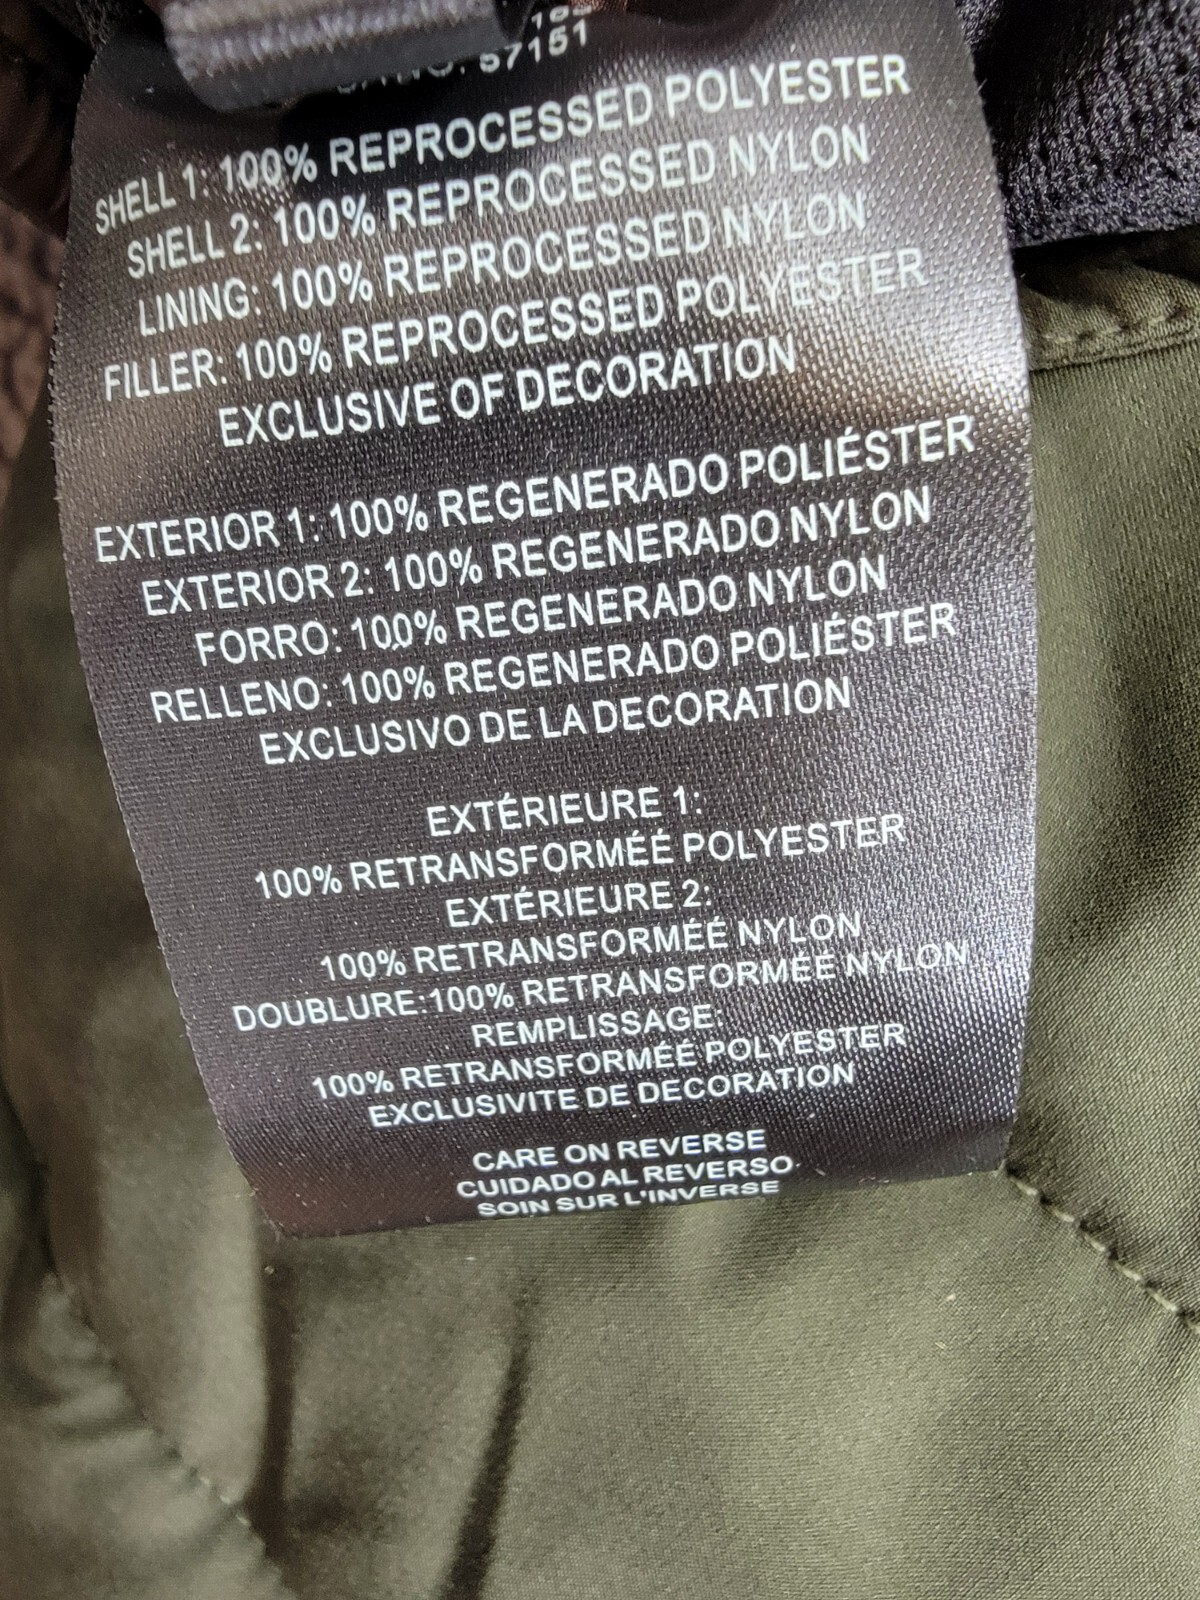 57151
SHELL 1: 100% REPROCESSED POLYESTER
SHELL 2: 100% REPROCESSED NYLON
LINING: 100% REPROCESSED NYLON
FILLER: 100% REPROCESSED POLYESTER
EXCLUSIVE OF DECORATION
EXTERIOR 1: 100% REGENERADO POLIÉSTER
EXTERIOR 2: 100% REGENERADO NYLON
FORRO: 100% REGENERADO NYLON
RELLENO: 100% REGENERADO POLIÉSTER
EXCLUSIVO DE LA DECORATION
EXTÉRIEURE 1:
100% RETRANSFORMÉÉ POLYESTER
EXTÉRIEURE 2:
100% RETRANSFORMÉÉ NYLON
DOUBLURE:100% RETRANSFORMÉE NYLON
REMPLISSAGE:
100% RETRANSFORMÉÉ POLYESTER
EXCLUSIVITE DE DECORATION
CARE ON REVERSE
CUIDADO AL REVERSO
SOIN SUR L'INVERSE